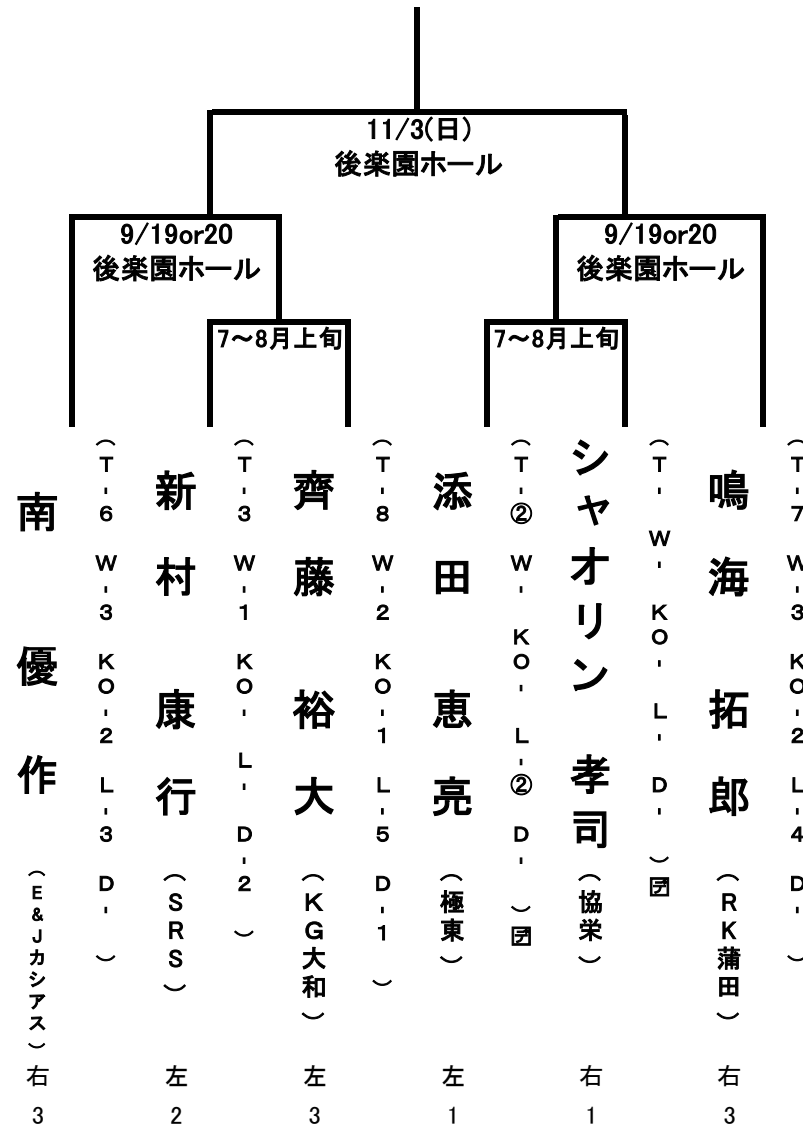 11/3(日)
後楽園ホール
9/19or20
後楽園ホール
9/19or20
後楽園ホール
7～8月上旬
7～8月上旬
南 優作 （E&Jカシアス） 右 3
（T-6 W-3 KO-2 L-3 D- ）
新村 康行 （SRS） 左 2
（T-3 W-1 KO- L- D-2 ）
齊藤 裕大 （KG大和） 左 3
（T-8 W-2 KO-1 L-5 D-1 ）
添田 恵亮 （極東） 左 1
（T-② W- KO- L-② D- ）デ
シャオリン 孝司 （協栄） 右 1
（T- W- KO- L- D- ）デ
鳴海 拓郎 （RK蒲田） 右 3
（T-7 W-3 KO-2 L-4 D- ）